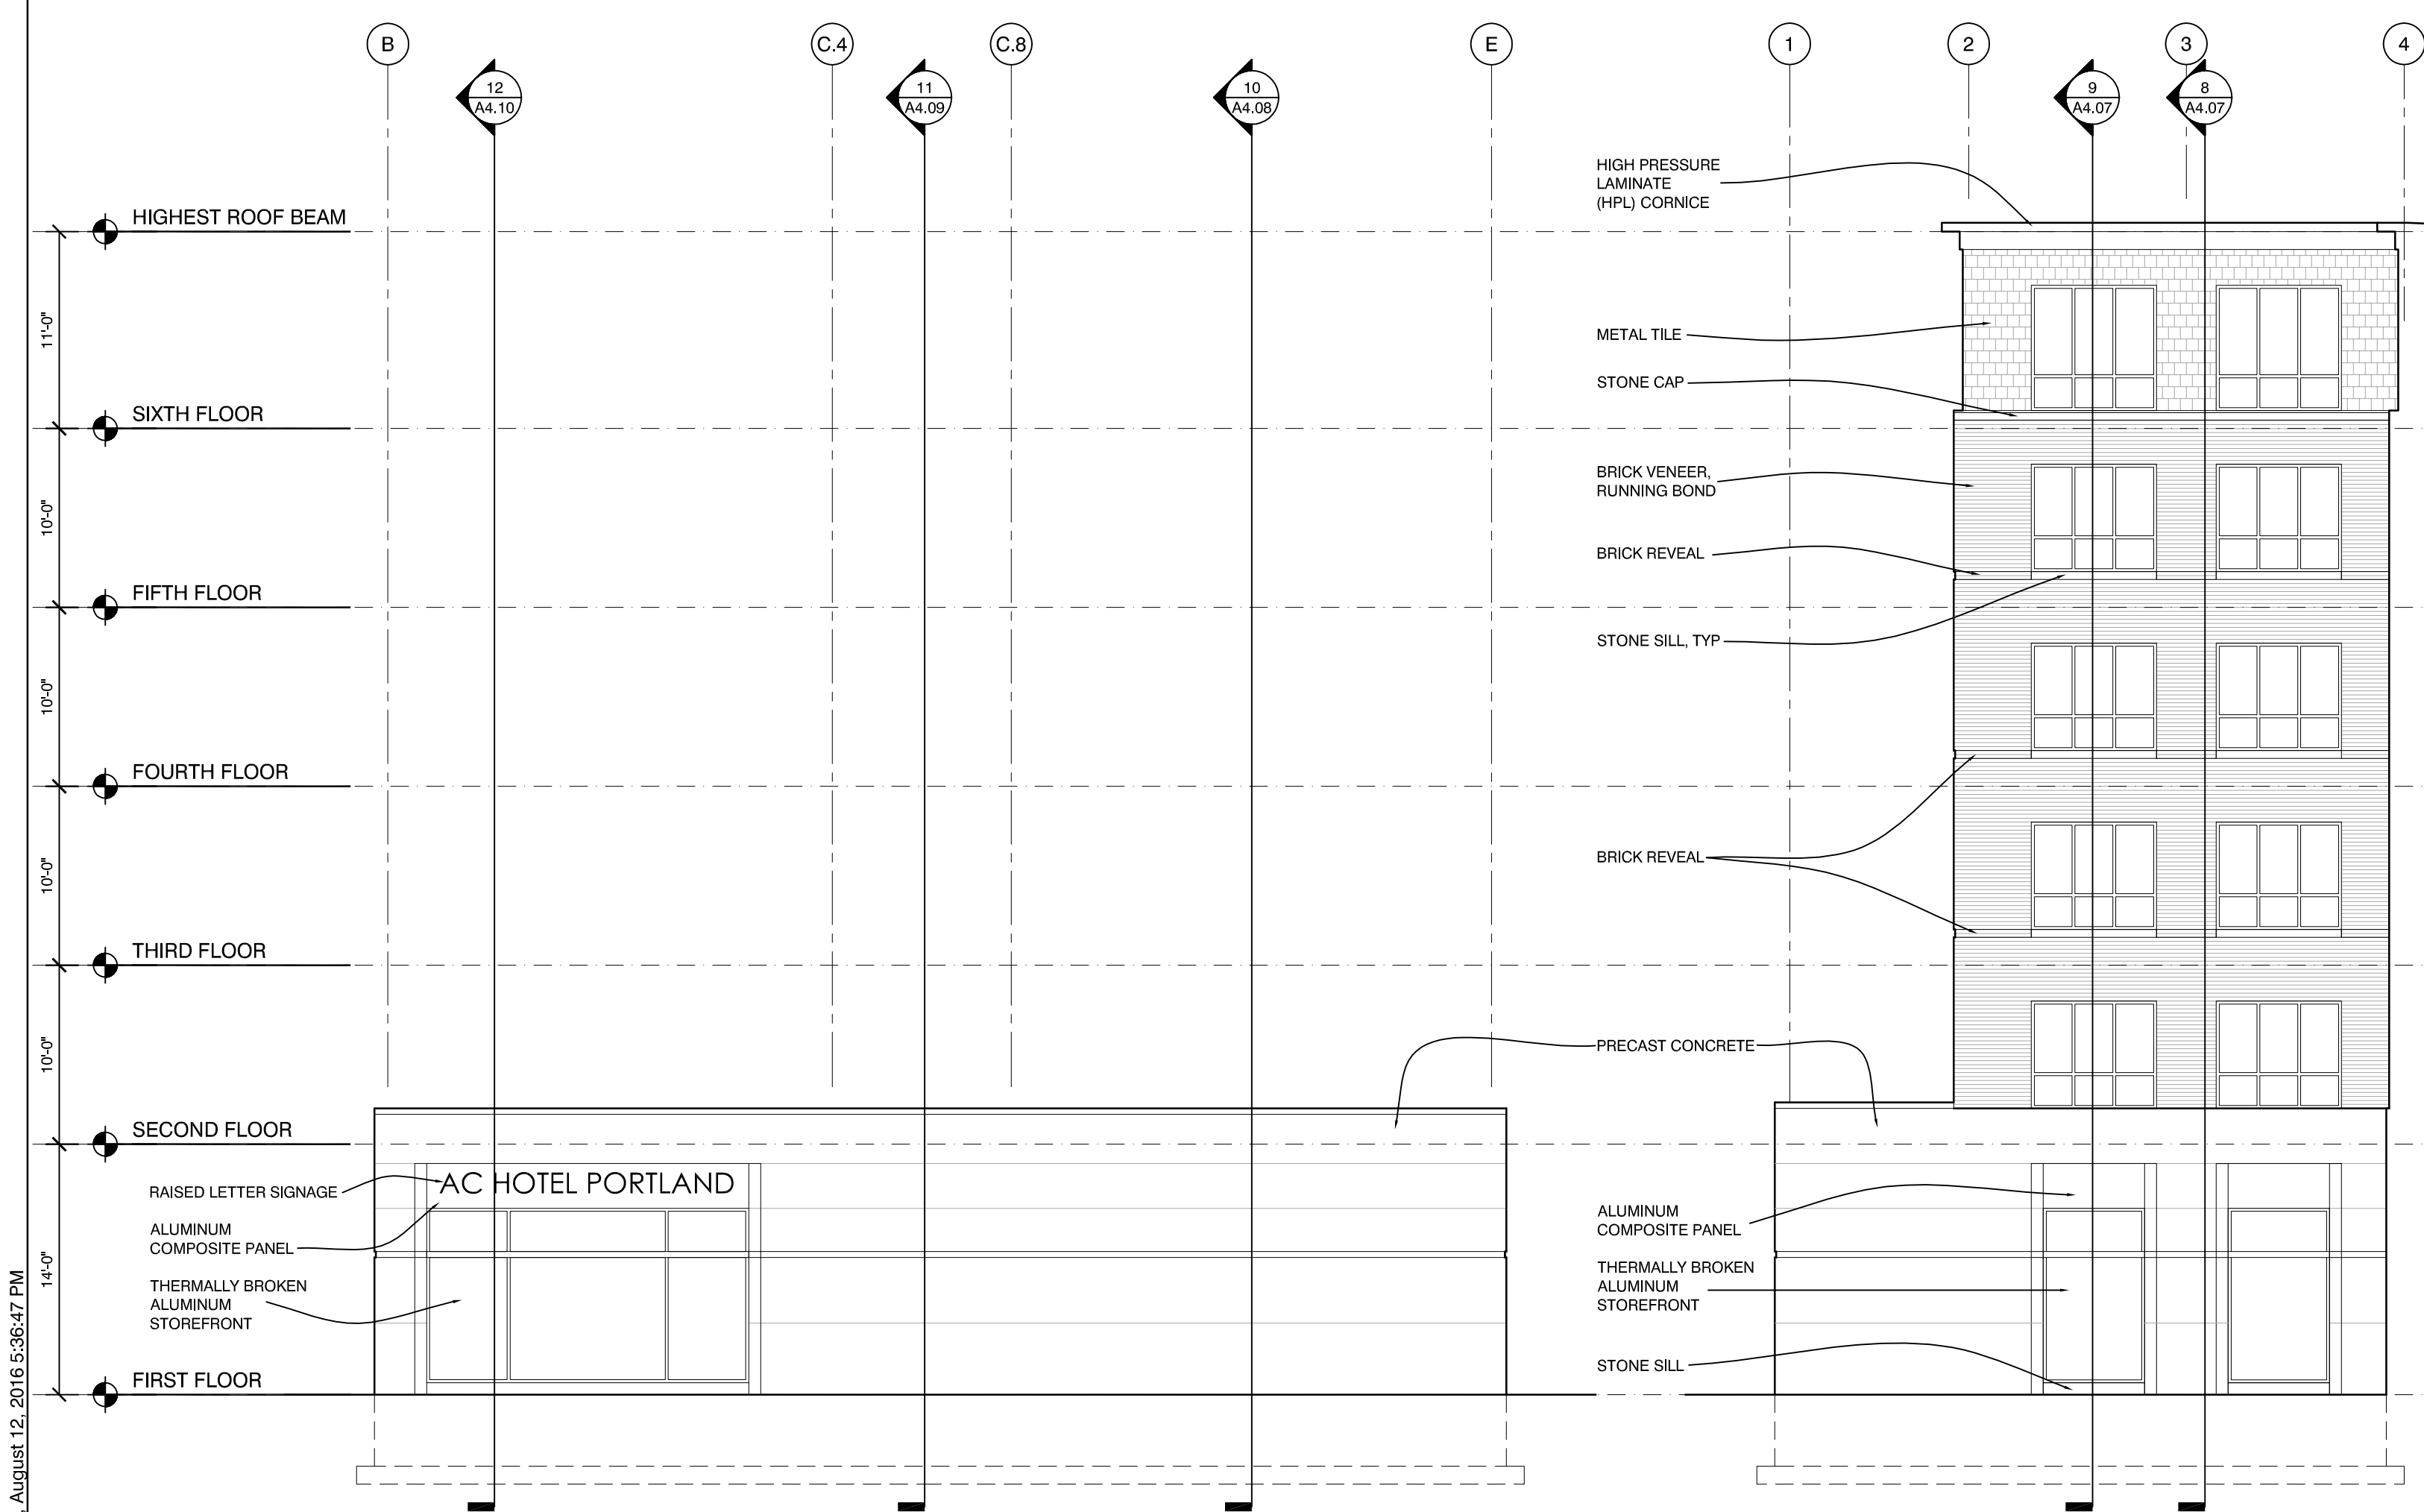 B
C.4
C.8
E
1
2
3
4
12
A4.10
11
A4.09
10
A4.08
9
A4.07
8
A4.07
HIGH PRESSURE
LAMINATE
(HPL) CORNICE
HIGHEST ROOF BEAM
11'-0"
METAL TILE
STONE CAP
SIXTH FLOOR
BRICK VENEER,
RUNNING BOND
10'-0"
BRICK REVEAL
FIFTH FLOOR
STONE SILL, TYP
10'-0"
FOURTH FLOOR
BRICK REVEAL
10'-0"
THIRD FLOOR
10'-0"
PRECAST CONCRETE
SECOND FLOOR
RAISED LETTER SIGNAGE
AC HOTEL PORTLAND
ALUMINUM
COMPOSITE PANEL
ALUMINUM
COMPOSITE PANEL
14'-0"
THERMALLY BROKEN
ALUMINUM
STOREFRONT
THERMALLY BROKEN
ALUMINUM
STOREFRONT
STONE SILL
FIRST FLOOR
, August 12, 2016 5:36:47 PM